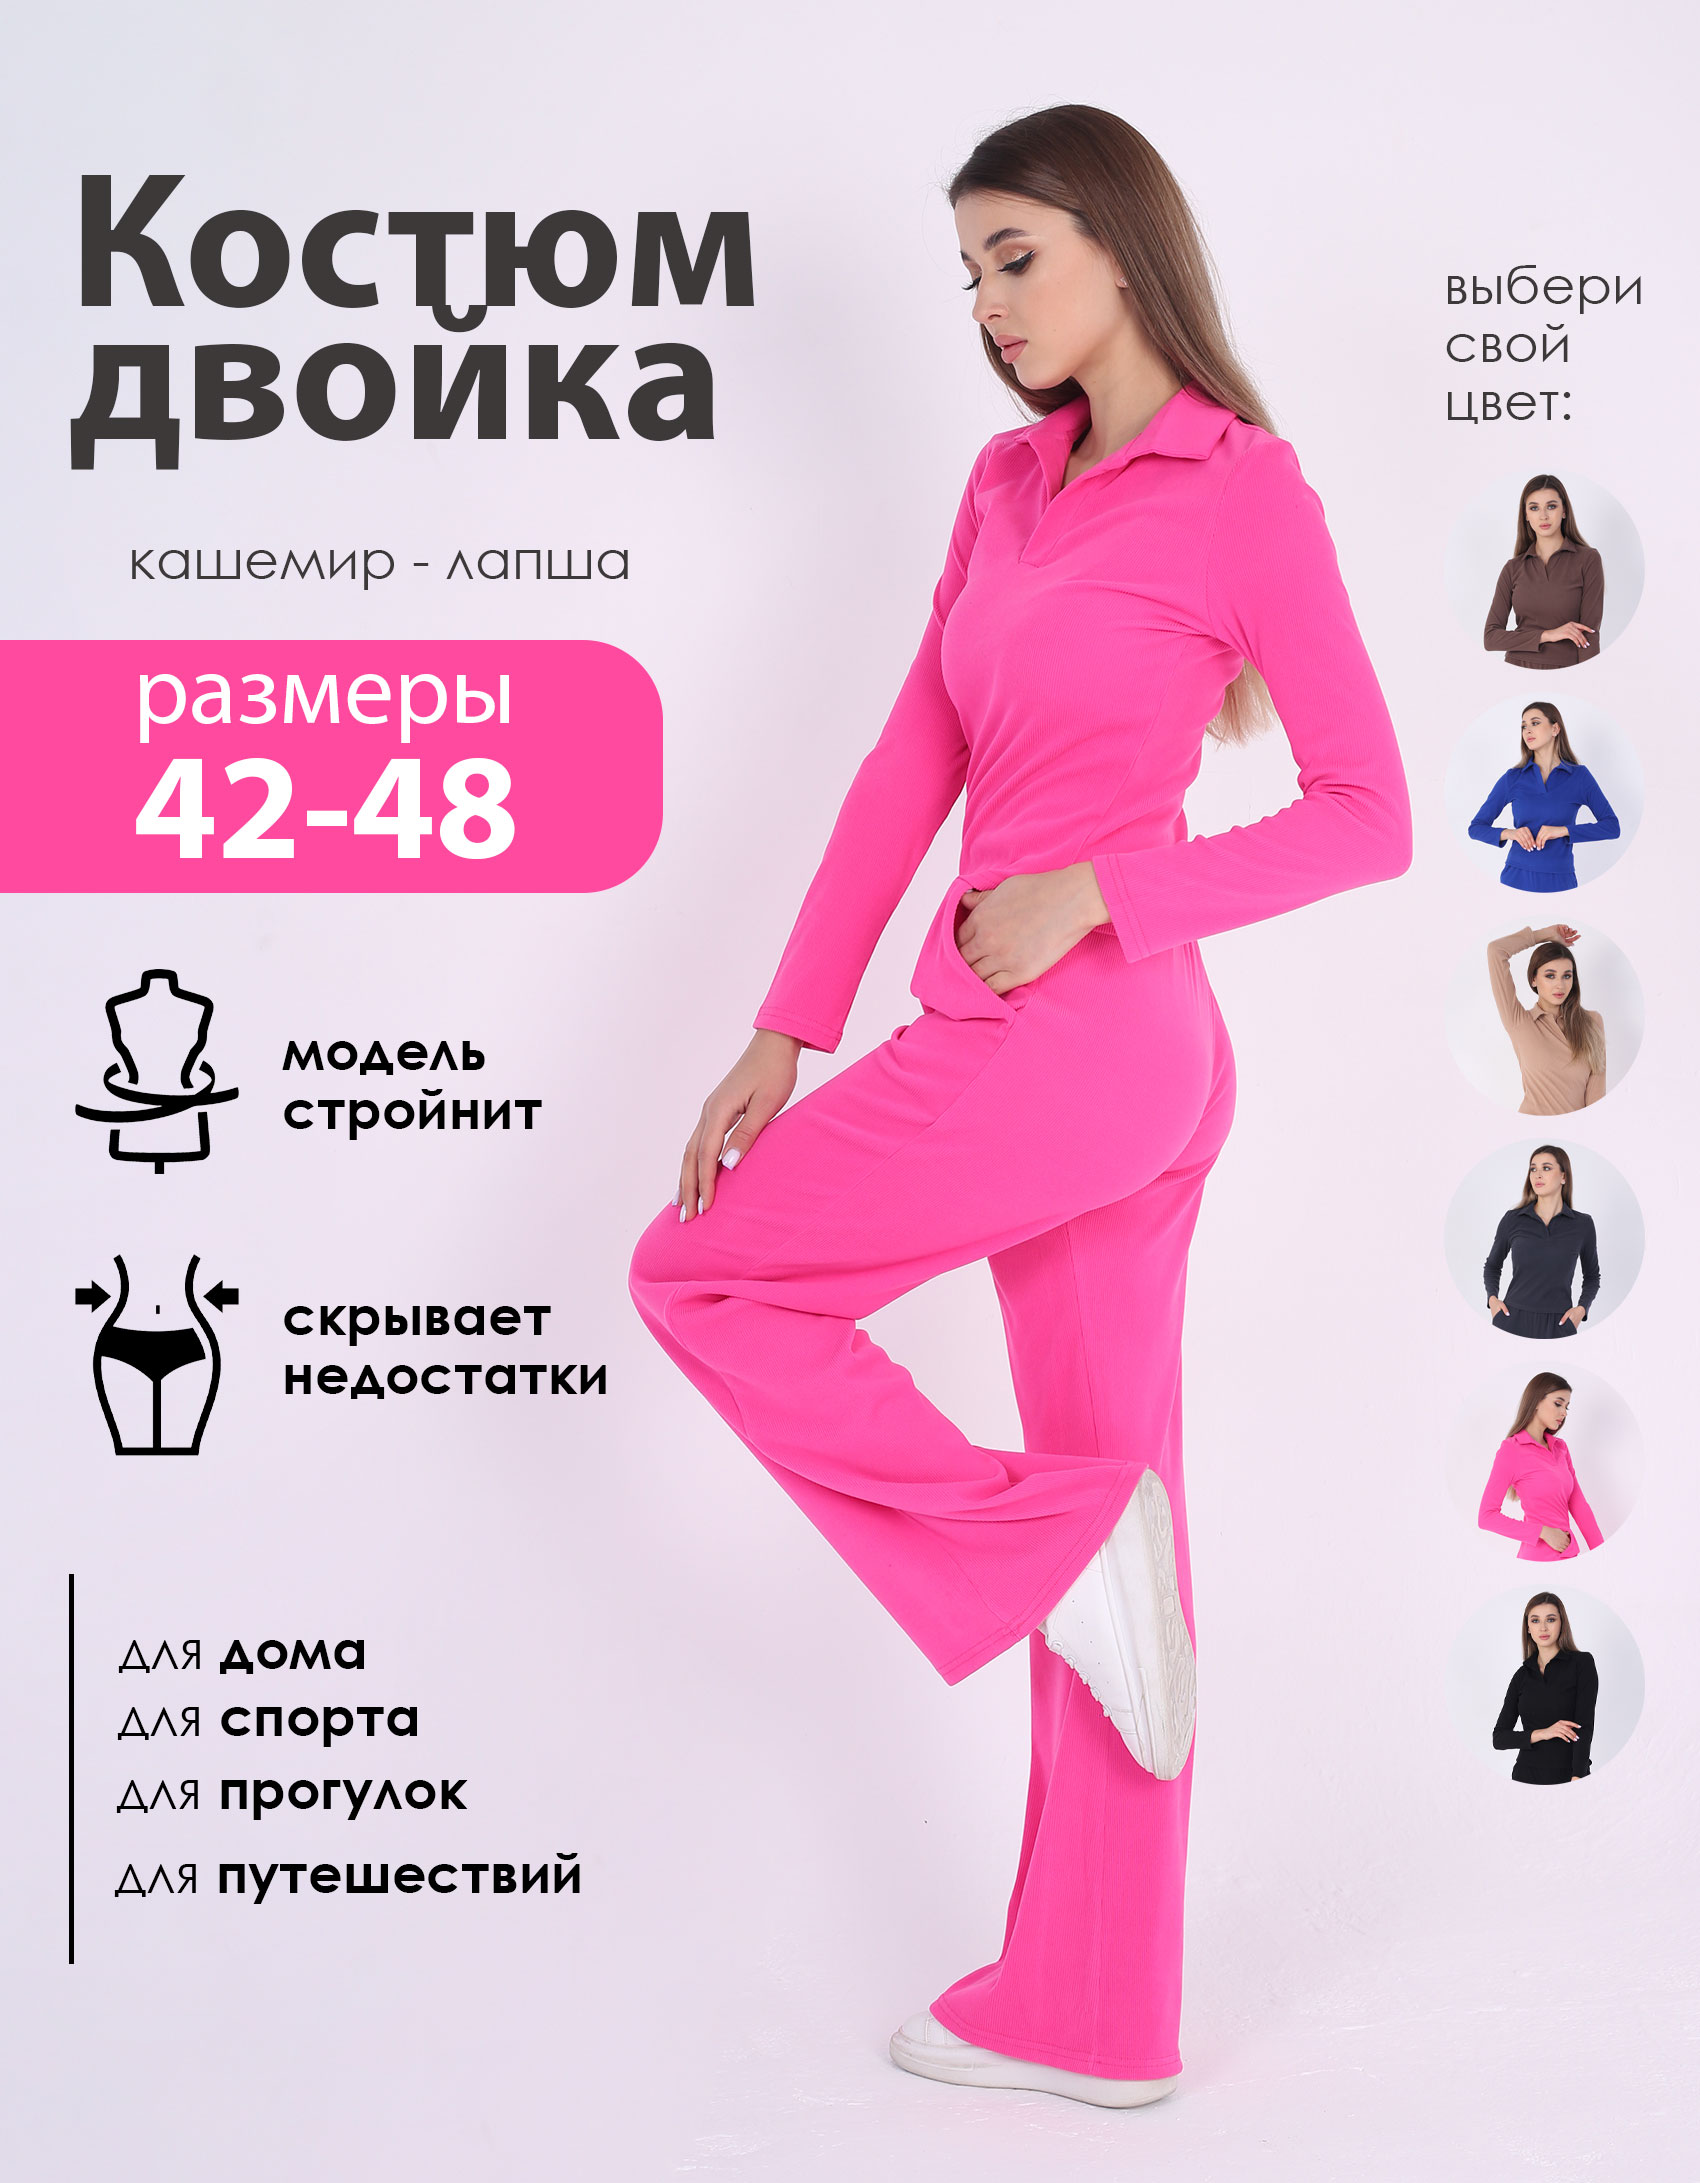 Костюм
двойка
кашемир - лапша
размеры
42-48
модель
стройнит
скрывает
недостатки
для дома
для спорта
для прогулок
для путешествий
выбери
свой
цвет: